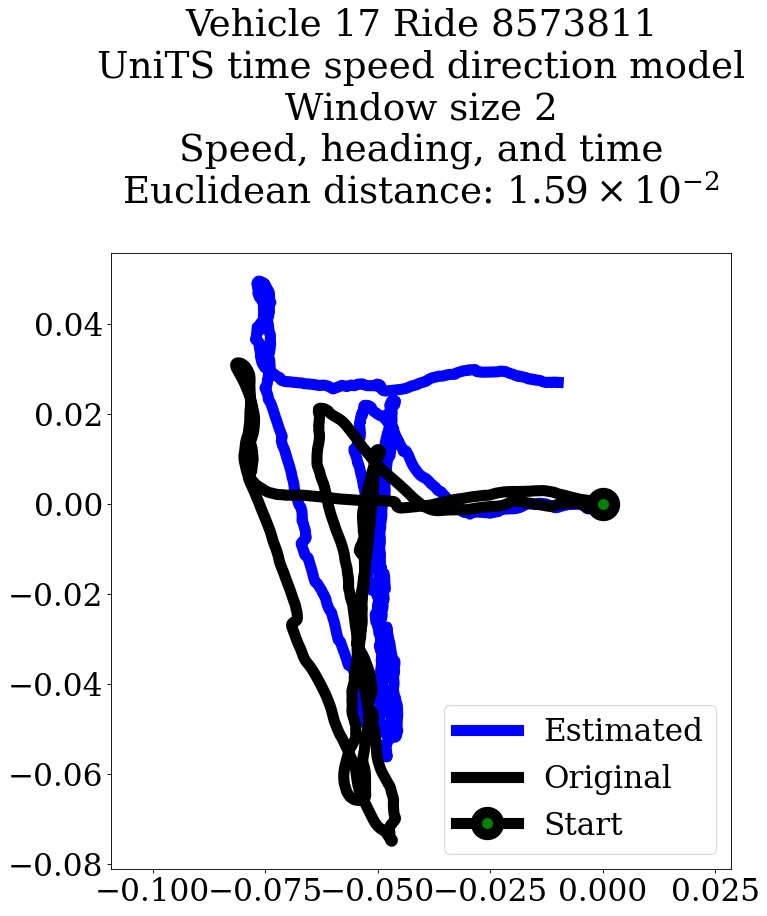 Vehicle 17 Ride 8573811
UniTS time speed direction model
Window size 2
Speed, heading, and time
Euclidean distance: $1.59 \times 10^{-2}$
0.04
0.02
0.00
−0.02
−0.04
−0.06
−0.08
Estimated
Original
Start
−0.100 −0.075 −0.050 −0.025 0.000 0.025